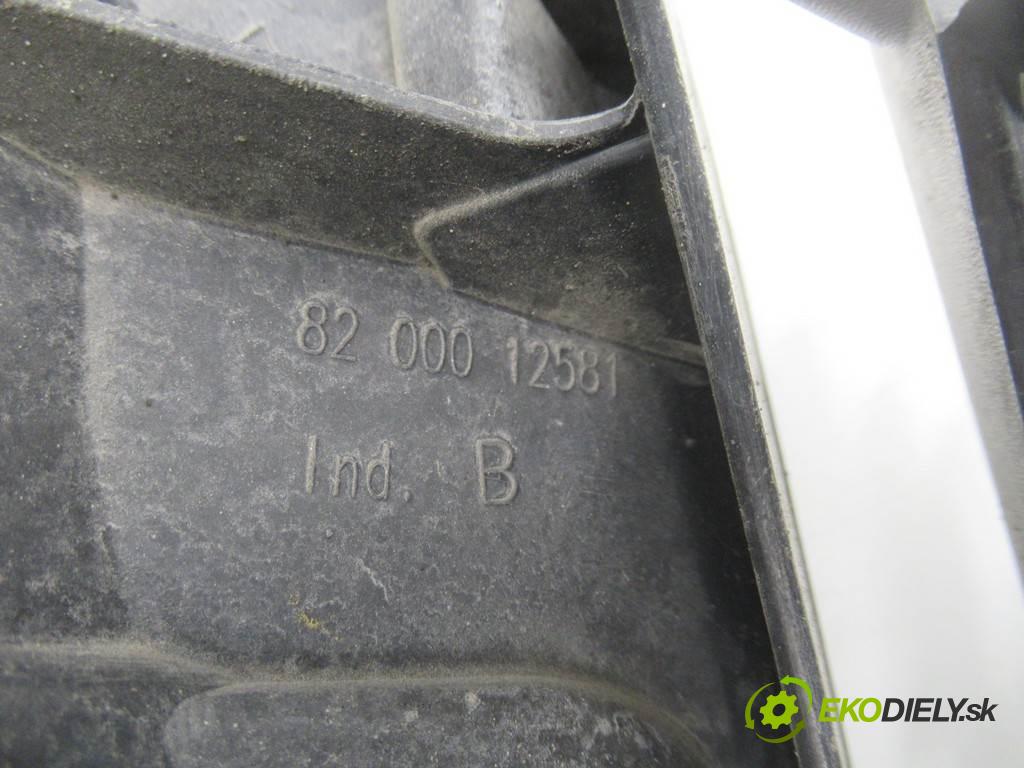 82 000 12581
Ind. B
EKODIELY.sk